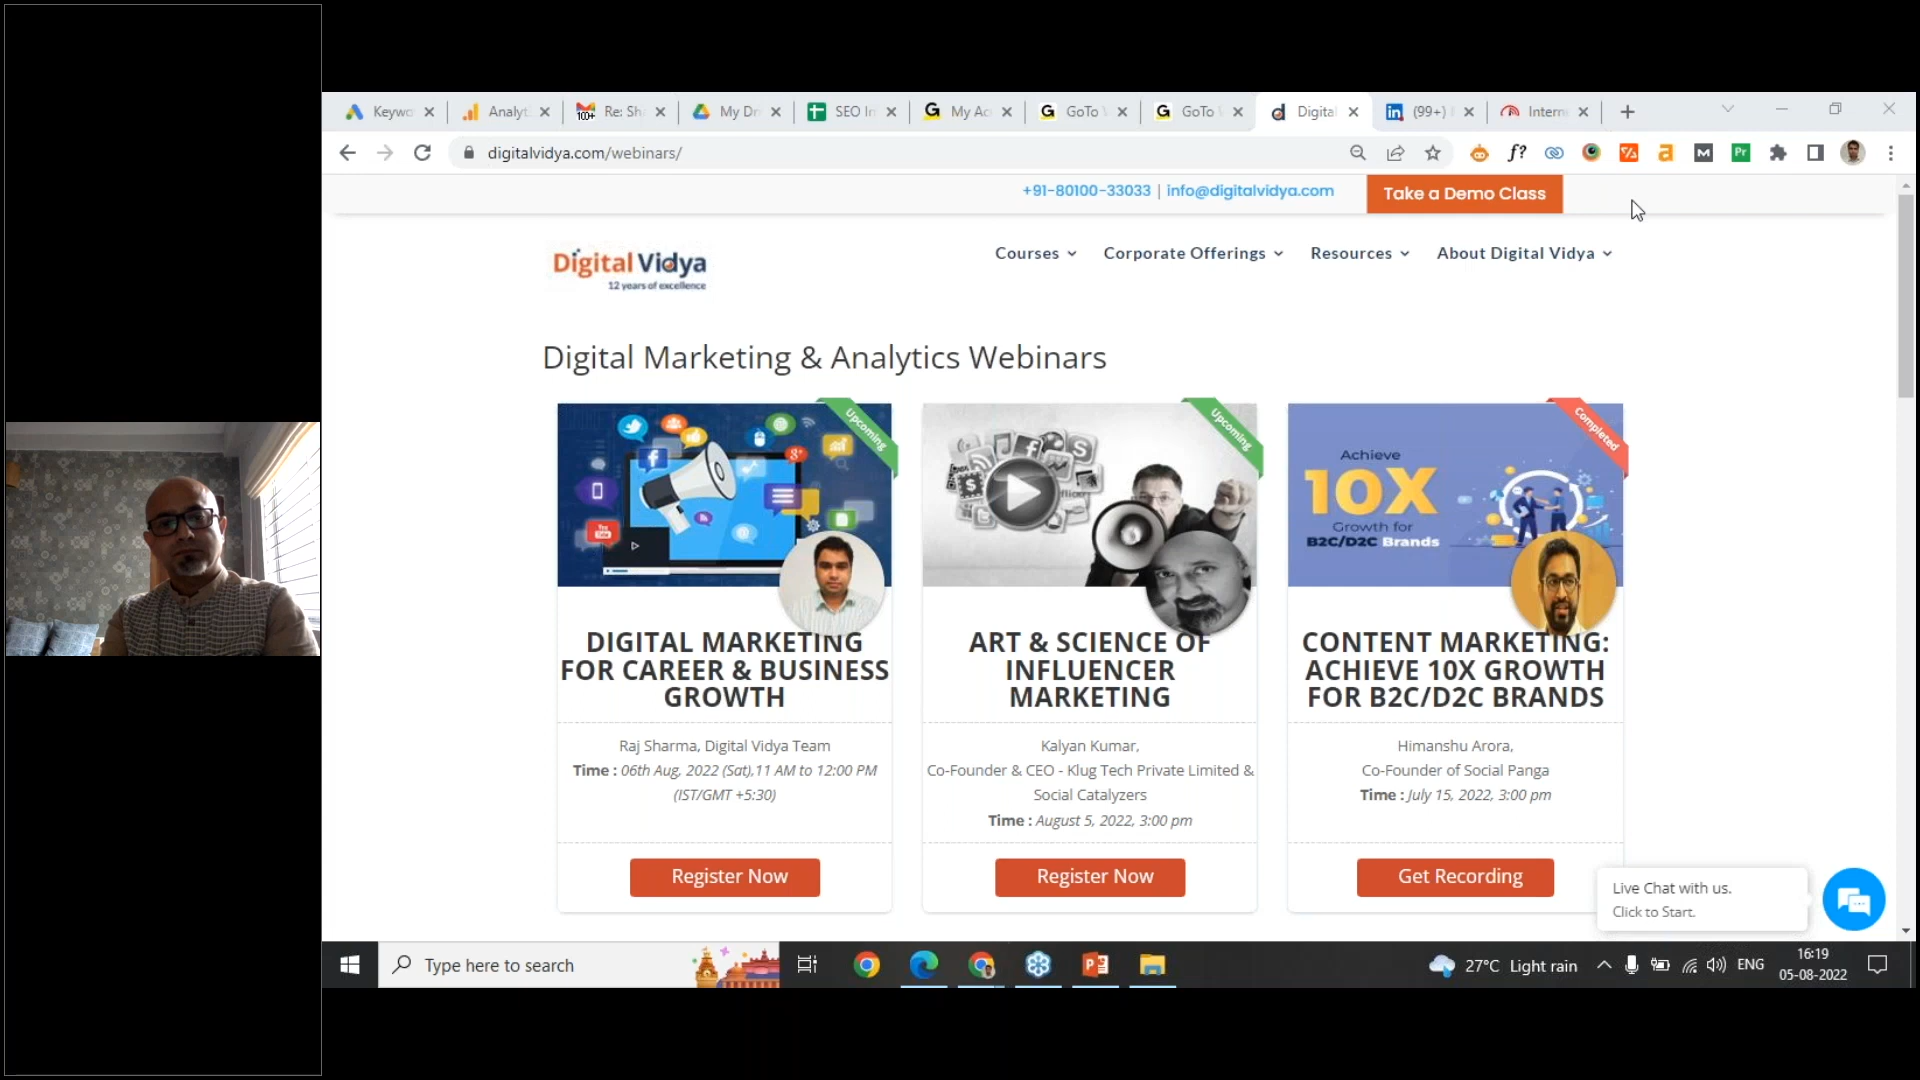 Keywo
Analyt
100+
Re: Sh
My Dr
SEO In
My Ac
GoTo
GoTo
Digital
(99+)
Intern
digitalvidya.com/webinars/
f?
Pr
+91-80100-33033 | info@digitalvidya.com
Take a Demo Class
Digital Vidya
12 years of excellence
Courses
Corporate Offerings
Resources
About Digital Vidya
Digital Marketing & Analytics Webinars
Upcoming
Upcoming
Completed
You
Tube
Achieve
10X
Growth for
B2C/D2C Brands
DIGITAL MARKETING
FOR CAREER & BUSINESS
GROWTH
Raj Sharma, Digital Vidya Team
Time : 06th Aug, 2022 (Sat),11 AM to 12:00 PM
(IST/GMT +5:30)
Register Now
ART & SCIENCE OF
INFLUENCER
MARKETING
Kalyan Kumar,
Co-Founder & CEO - Klug Tech Private Limited &
Social Catalyzers
Time : August 5, 2022, 3:00 pm
Register Now
CONTENT MARKETING:
ACHIEVE 10X GROWTH
FOR B2C/D2C BRANDS
Himanshu Arora,
Co-Founder of Social Panga
Time : July 15, 2022, 3:00 pm
Get Recording
Live Chat with us.
Click to Start.
Type here to search
27°C Light rain
ENG
16:19
05-08-2022